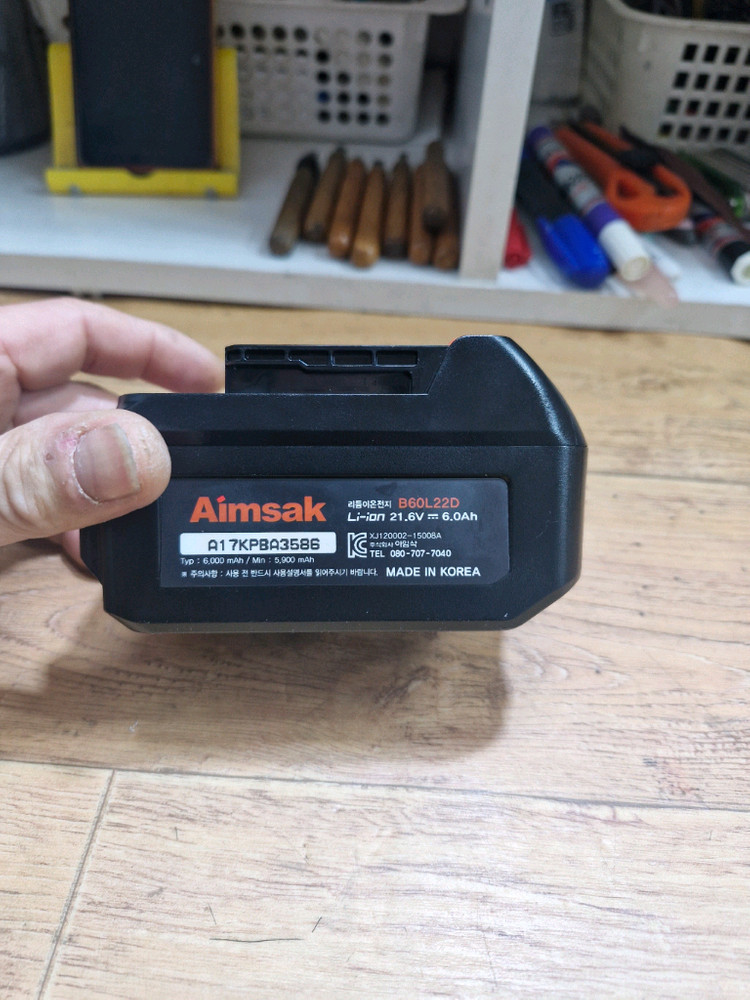 Aimsak
리튬이온전지 B60L22D
Li-ion 21.6V ⎓ 6.0Ah
A17KPBA3586
XJ120002-15008A
주식회사 아임삭
TEL 080-707-7040
Typ : 6,000 mAh / Min : 5,900 mAh
※ 주의사항 : 사용 전 반드시 사용설명서를 읽어주시기 바랍니다. MADE IN KOREA